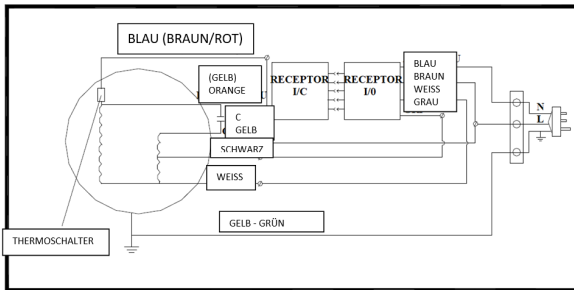 BLAU (BRAUN/ROT)
(GELB)
ORANGE
RECEPTOR
I/C
RECEPTOR
I/0
BLAU
BRAUN
WEISS
GRAU
N
L
C
GELB
SCHWARZ
WEISS
GELB - GRÜN
THERMOSCHALTER